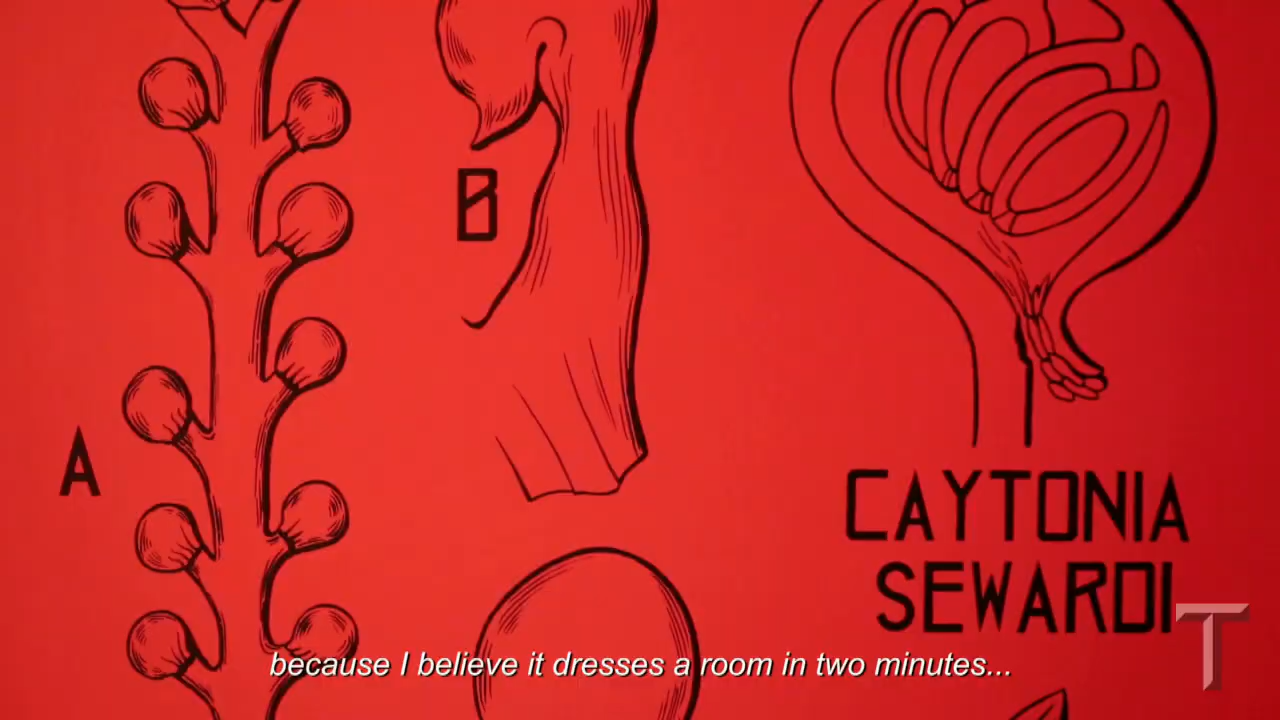 B
A
CAYTONIA
SEWARDI
T
because I believe it dresses a room in two minutes...